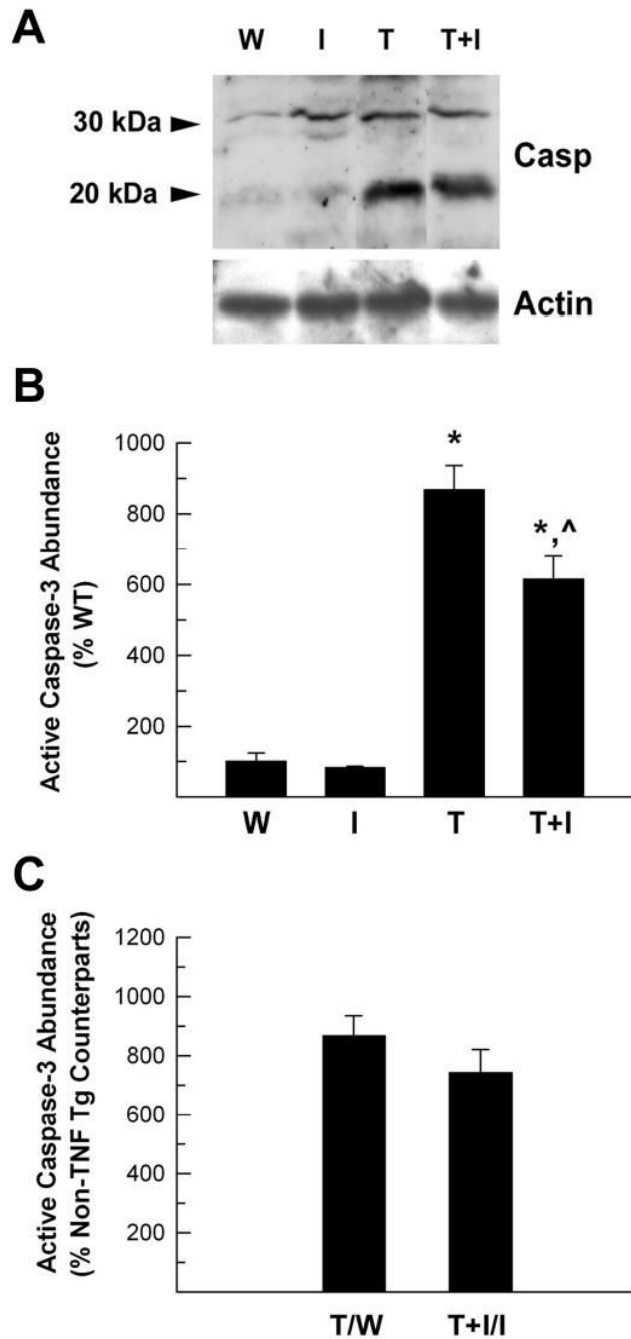 A
W I T T+I
30 kDa
20 kDa
Casp
Actin
B
Active Caspase-3 Abundance
(% WT)
1000
800
600
400
200
*
*,^
W I T T+I
C
Active Caspase-3 Abundance
(% Non-TNF Tg Counterparts)
1200
1000
800
600
400
200
T/W T+I/I